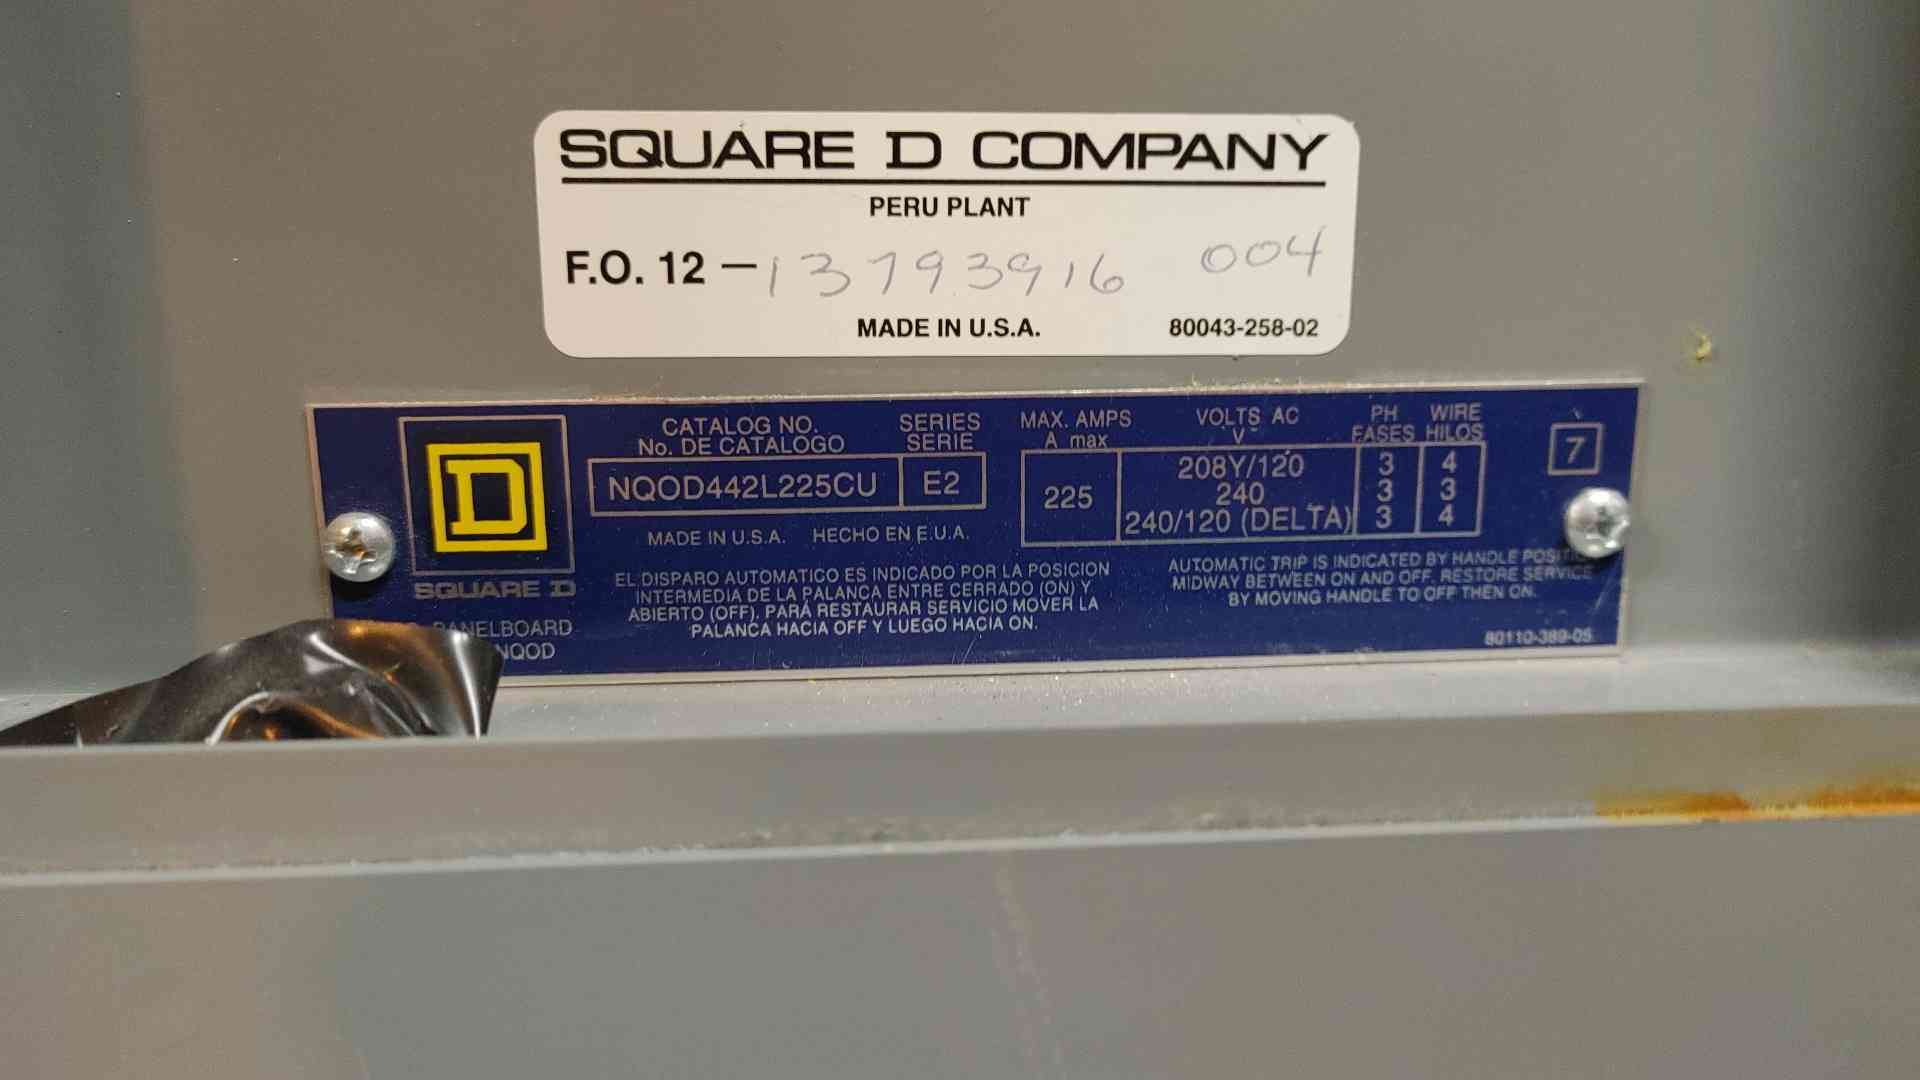 SQUARE D COMPANY
PERU PLANT
F.O. 12 – 13793916 004
MADE IN U.S.A. 80043-258-02
D
SQUARE D
PANELBOARD
NQOD
CATALOG NO. SERIES
No. DE CATALOGO SERIE
NQOD442L225CU E2
MADE IN U.S.A. HECHO EN E.U.A.
MAX. AMPS VOLTS AC PH WIRE
A max V~ FASES HILOS
225
208Y/120 3 4
240 3 3
240/120 (DELTA) 3 4
7
EL DISPARO AUTOMATICO ES INDICADO POR LA POSICION
INTERMEDIA DE LA PALANCA ENTRE CERRADO (ON) Y
ABIERTO (OFF). PARA RESTAURAR SERVICIO MOVER LA
PALANCA HACIA OFF Y LUEGO HACIA ON.
AUTOMATIC TRIP IS INDICATED BY HANDLE
MIDWAY BETWEEN ON AND OFF. RESTORE SERVICE
BY MOVING HANDLE TO OFF THEN ON.
80110-389-05